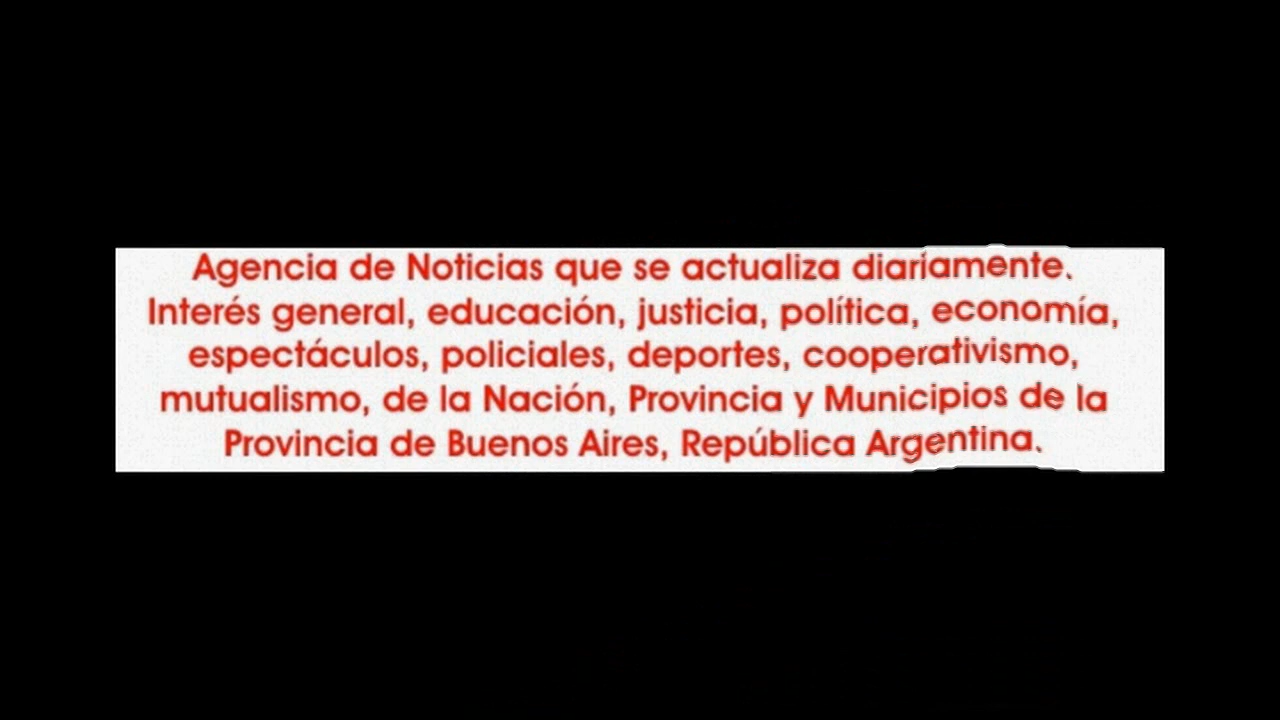 Agencia de Noticias que se actualiza diariamente.
Interés general, educación, justicia, política, economía,
espectáculos, policiales, deportes, cooperativismo,
mutualismo, de la Nación, Provincia y Municipios de la
Provincia de Buenos Aires, República Argentina.